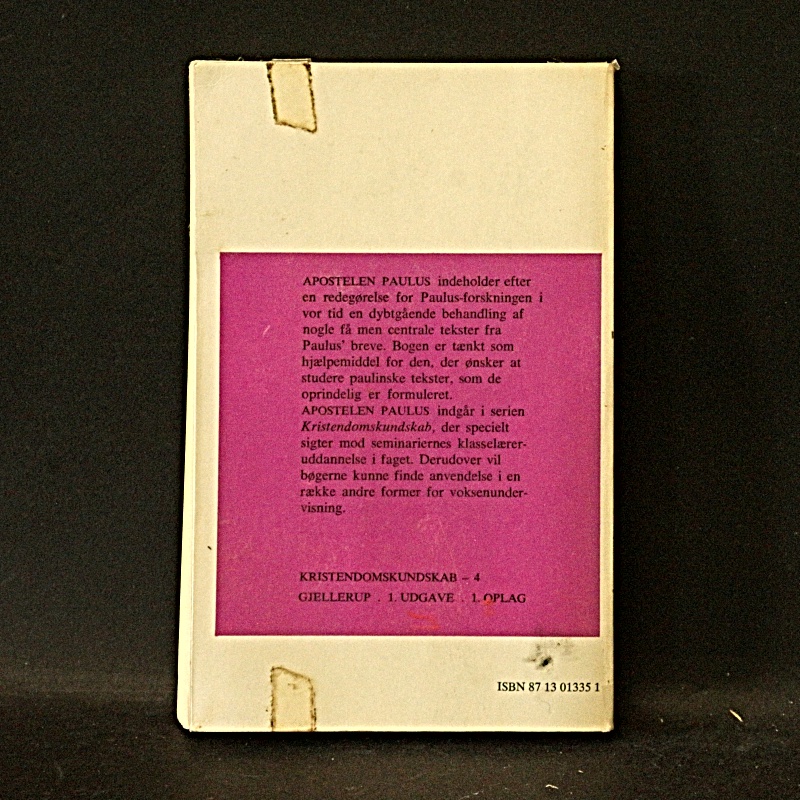 APOSTELEN PAULUS indeholder efter
en redegørelse for Paulus-forskningen i
vor tid en dybtgående behandling af
nogle få men centrale tekster fra
Paulus' breve. Bogen er tænkt som
hjælpemiddel for den, der ønsker at
studere paulinske tekster, som de
oprindelig er formuleret.
APOSTELEN PAULUS indgår i serien
Kristendomskundskab, der specielt
sigter mod seminariernes klasselærer-
uddannelse i faget. Derudover vil
bøgerne kunne finde anvendelse i en
række andre former for voksenunder-
visning.
KRISTENDOMSKUNDSKAB – 4
GJELLERUP . 1. UDGAVE . 1. OPLAG
ISBN 87 13 01335 1